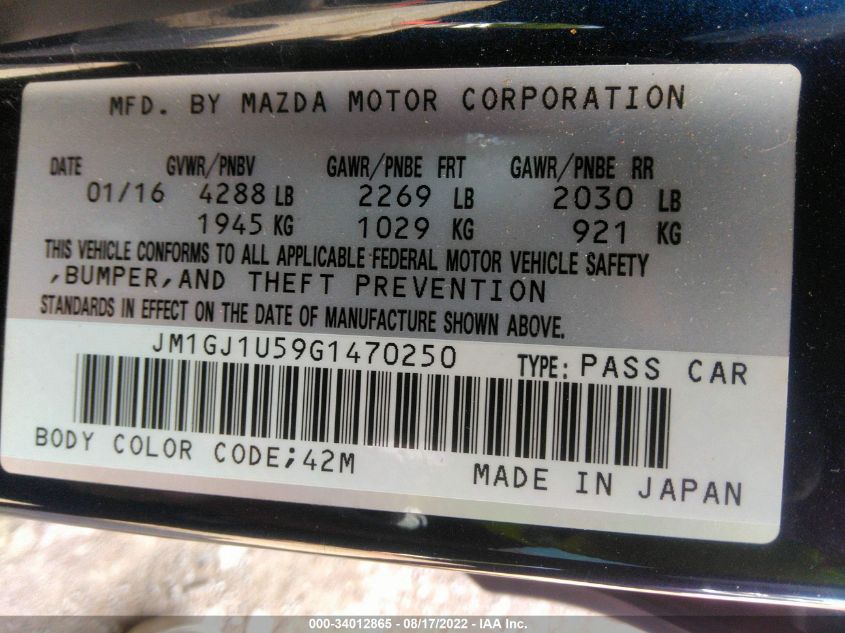 MFD. BY MAZDA MOTOR CORPORATION
DATE GVWR/PNBV GAWR/PNBE FRT GAWR/PNBE RR
01/16 4288 LB 2269 LB 2030 LB
1945 KG 1029 KG 921 KG
THIS VEHICLE CONFORMS TO ALL APPLICABLE FEDERAL MOTOR VEHICLE SAFETY
,BUMPER,AND THEFT PREVENTION
STANDARDS IN EFFECT ON THE DATE OF MANUFACTURE SHOWN ABOVE.
JM1GJ1U59G1470250 TYPE: PASS CAR
BODY COLOR CODE;42M MADE IN JAPAN
000-34012865 - 08/17/2022 - IAA Inc.